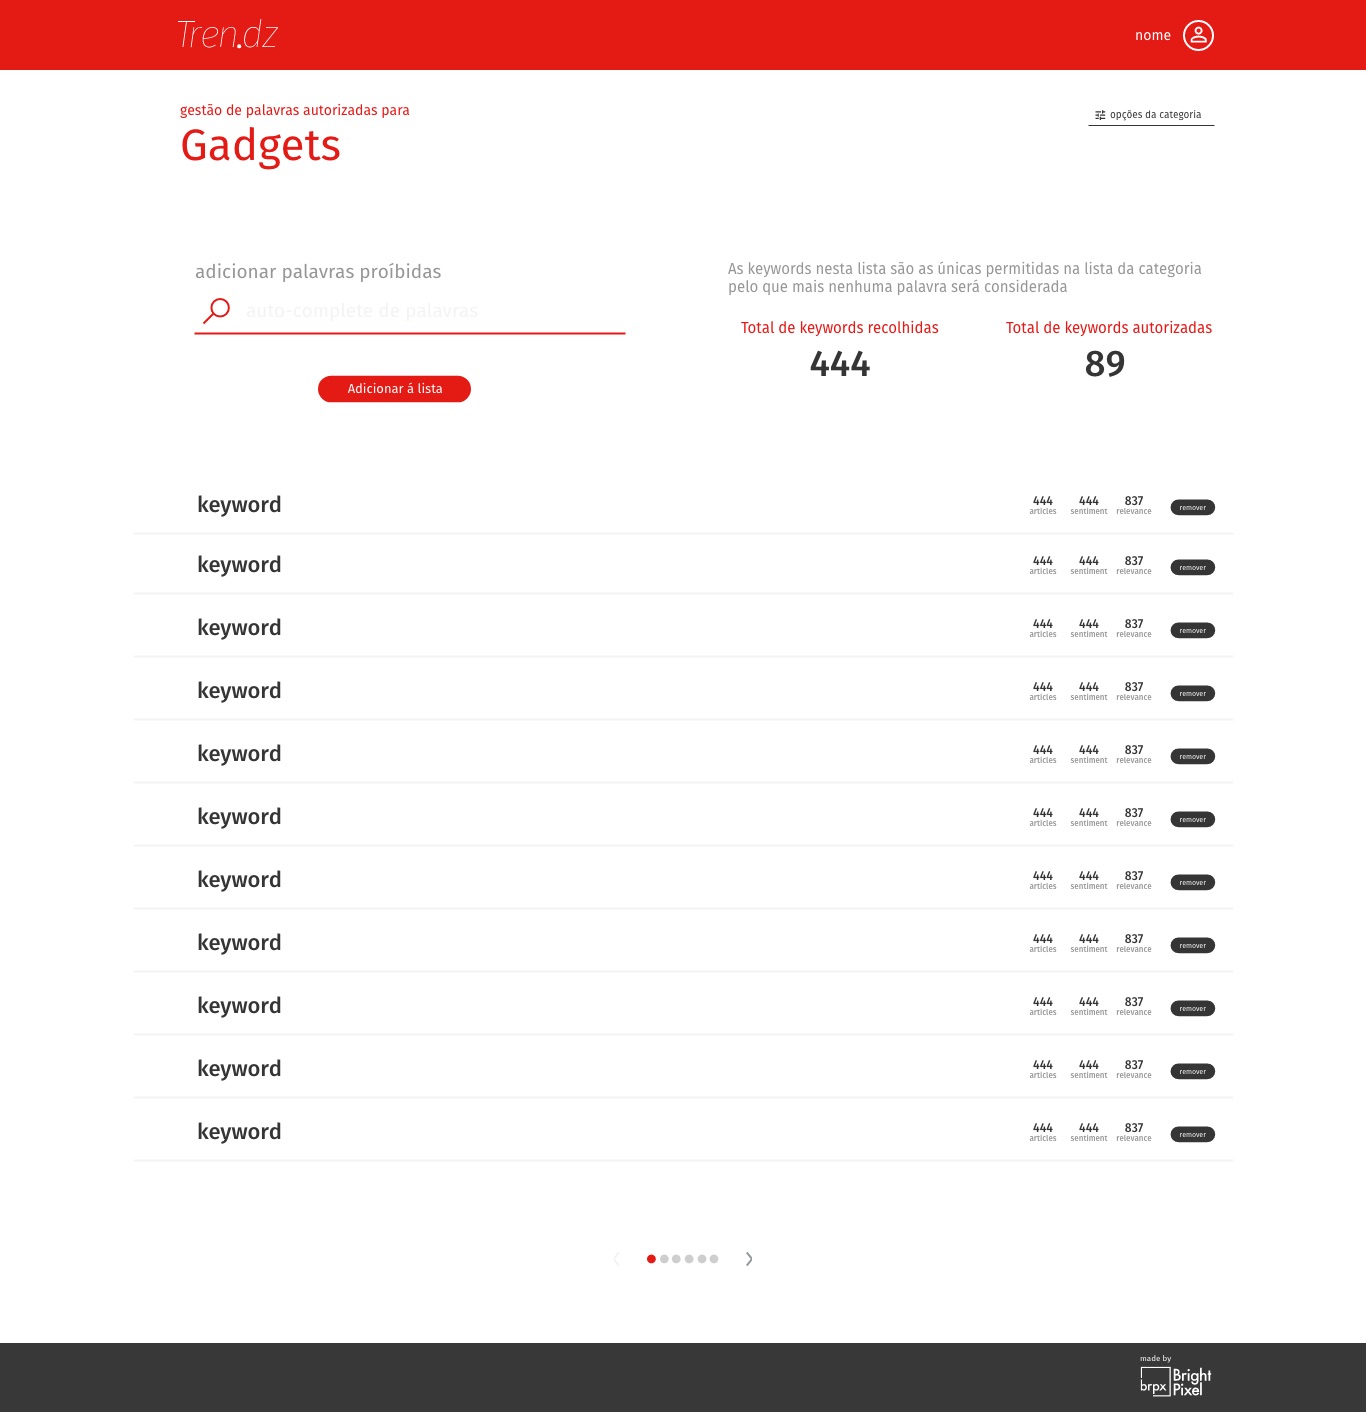 Tren.dz
nome
gestão de palavras autorizadas para
Gadgets
opções da categoria
adicionar palavras proíbidas
auto-complete de palavras
Adicionar á lista
As keywords nesta lista são as únicas permitidas na lista da categoria
pelo que mais nenhuma palavra será considerada
Total de keywords recolhidas
444
Total de keywords autorizadas
89
keyword
444 444 837
articles sentiment relevance
remover
keyword
444 444 837
articles sentiment relevance
remover
keyword
444 444 837
articles sentiment relevance
remover
keyword
444 444 837
articles sentiment relevance
remover
keyword
444 444 837
articles sentiment relevance
remover
keyword
444 444 837
articles sentiment relevance
remover
keyword
444 444 837
articles sentiment relevance
remover
keyword
444 444 837
articles sentiment relevance
remover
keyword
444 444 837
articles sentiment relevance
remover
keyword
444 444 837
articles sentiment relevance
remover
keyword
444 444 837
articles sentiment relevance
remover
made by
brpx
Bright
Pixel